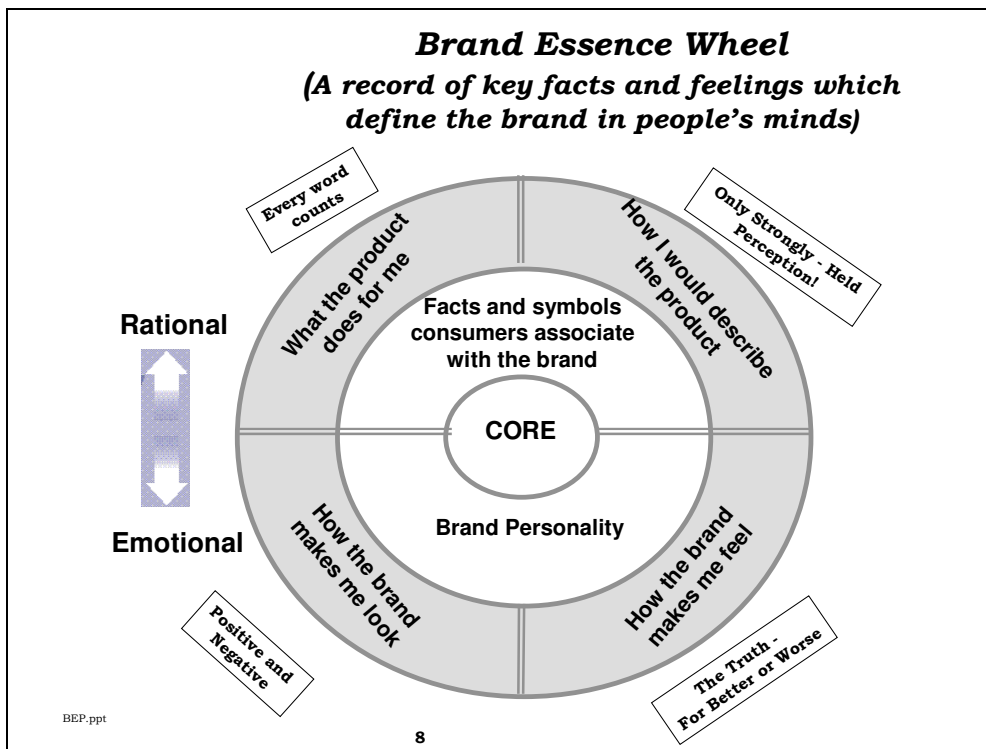 Brand Essence Wheel
(A record of key facts and feelings which
define the brand in people's minds)
Every word
counts
Only Strongly - Held
Perception!
What the product
does for me
How I would describe
the product
Rational
Facts and symbols
consumers associate
with the brand
CORE
Emotional
Brand Personality
How the brand
makes me look
How the brand
makes me feel
Positive and
Negative
The Truth -
For Better or Worse
BEP.ppt
8